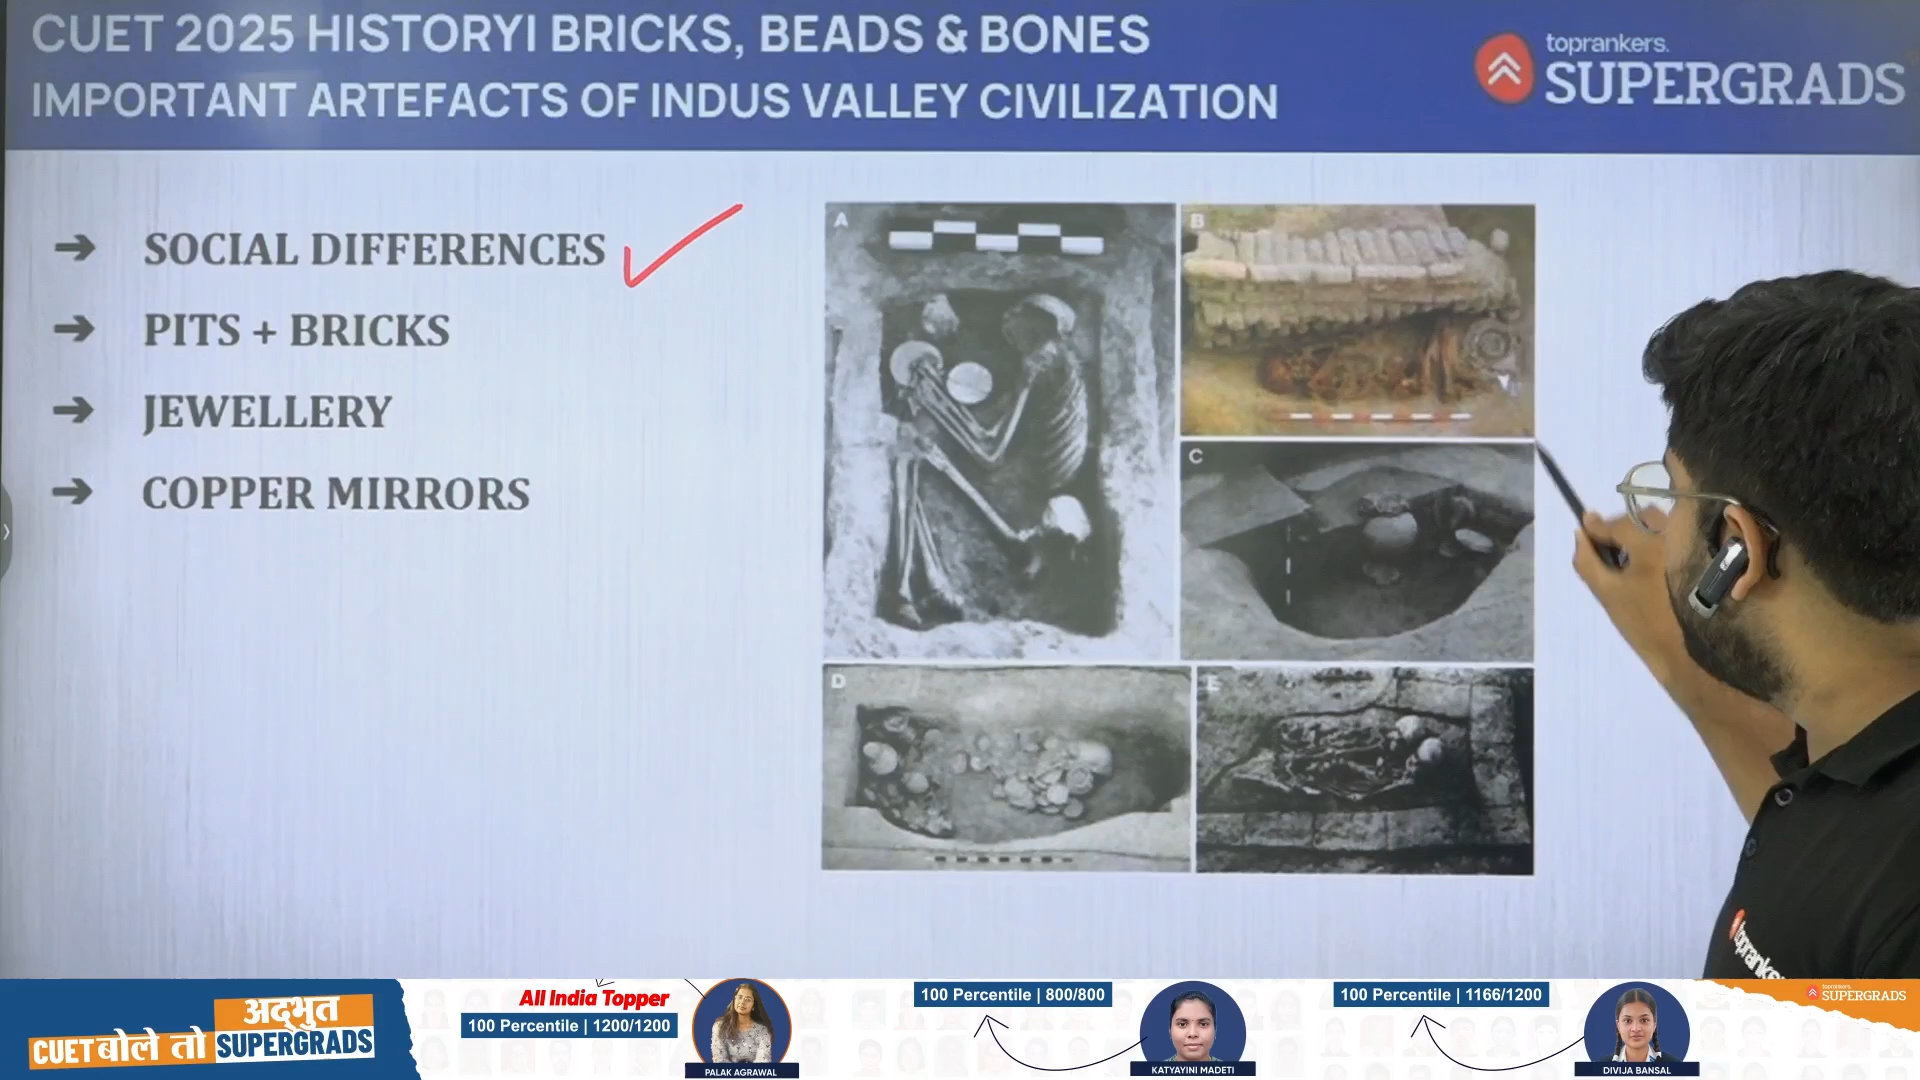 CUET 2025 HISTORYI BRICKS, BEADS & BONES
IMPORTANT ARTEFACTS OF INDUS VALLEY CIVILIZATION
toprankers.
SUPERGRADS
➔ SOCIAL DIFFERENCES
➔ PITS + BRICKS
➔ JEWELLERY
➔ COPPER MIRRORS
A
B
C
D
E
toprankers
CUET बोले तो
अद्भुत
SUPERGRADS
All India Topper
100 Percentile | 1200/1200
PALAK AGRAWAL
100 Percentile | 800/800
KATYAYINI MADETI
100 Percentile | 1166/1200
DIVIJA BANSAL
toprankers
SUPERGRADS